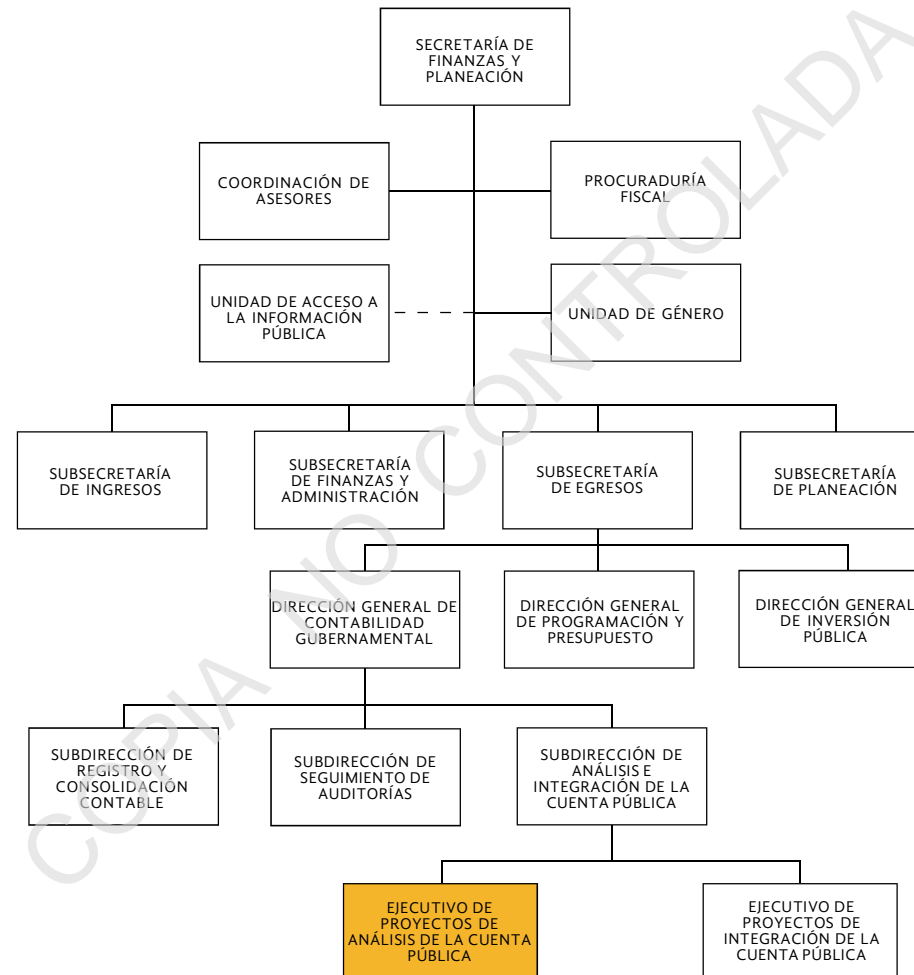 SECRETARÍA DE
FINANZAS Y
PLANEACIÓN
COORDINACIÓN DE
ASESORES
PROCURADURÍA
FISCAL
UNIDAD DE ACCESO A
LA INFORMACIÓN
PÚBLICA
UNIDAD DE GÉNERO
SUBSECRETARÍA
DE INGRESOS
SUBSECRETARÍA
DE FINANZAS Y
ADMINISTRACIÓN
SUBSECRETARÍA
DE EGRESOS
SUBSECRETARÍA
DE PLANEACIÓN
DIRECCIÓN GENERAL DE
CONTABILIDAD
GUBERNAMENTAL
DIRECCIÓN GENERAL
DE PROGRAMACIÓN Y
PRESUPUESTO
DIRECCIÓN GENERAL
DE INVERSIÓN
PÚBLICA
SUBDIRECCIÓN DE
REGISTRO Y
CONSOLIDACIÓN
CONTABLE
SUBDIRECCIÓN DE
SEGUIMIENTO DE
AUDITORÍAS
SUBDIRECCIÓN DE
ANÁLISIS E
INTEGRACIÓN DE LA
CUENTA PÚBLICA
EJECUTIVO DE
PROYECTOS DE
ANÁLISIS DE LA CUENTA
PÚBLICA
EJECUTIVO DE
PROYECTOS DE
INTEGRACIÓN DE LA
CUENTA PÚBLICA
COPIA NO CONTROLADA